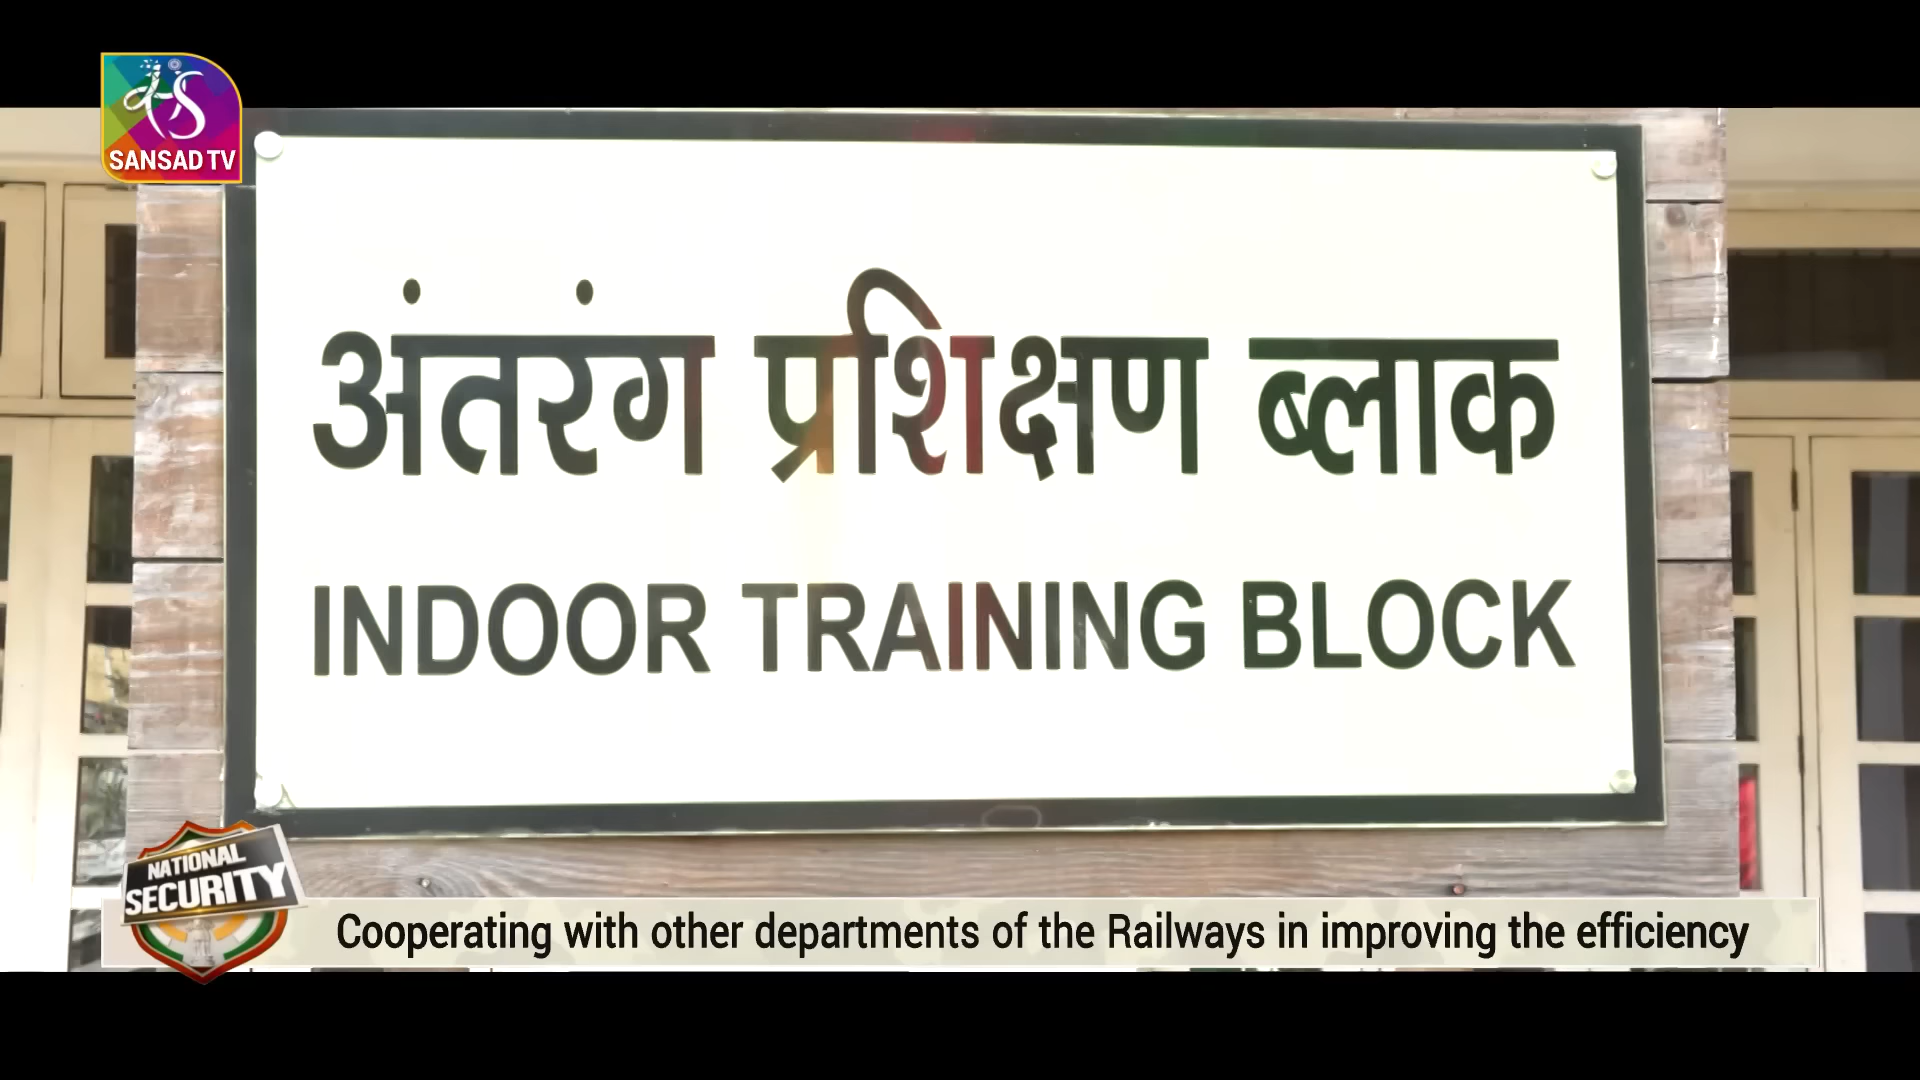 SANSAD TV
अंतरंग प्रशिक्षण ब्लाक
INDOOR TRAINING BLOCK
NATIONAL
SECURITY
Cooperating with other departments of the Railways in improving the efficiency